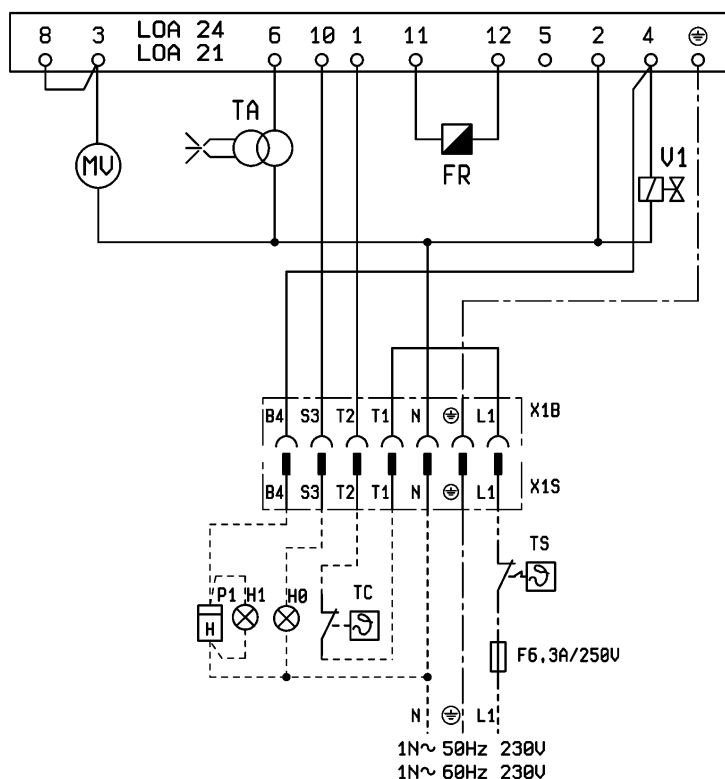 LOA 24
LOA 21
8 3 6 10 1 11 12 5 2 4
TA
MV
FR
V1
B4 S3 T2 T1 N L1
X1B
B4 S3 T2 T1 N L1
X1S
TS
P1 H1 H0 TC
H
ϑ
ϑ
F6,3A/250V
N L1
1N~ 50Hz 230V
1N~ 60Hz 230V